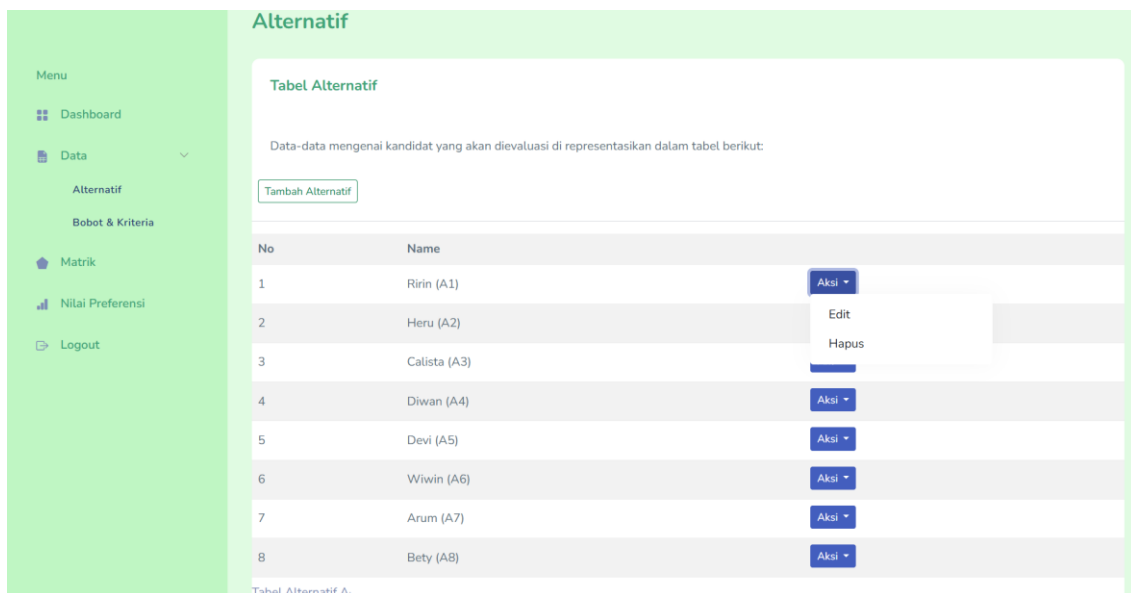 Alternatif
Menu
Dashboard
Data
Alternatif
Bobot & Kriteria
Matrik
Nilai Preferensi
Logout
Tabel Alternatif
Data-data mengenai kandidat yang akan dievaluasi di representasikan dalam tabel berikut:
Tambah Alternatif
No Name
1 Ririn (A1) Aksi
Edit
2 Heru (A2)
Hapus
3 Calista (A3)
4 Diwan (A4) Aksi
5 Devi (A5) Aksi
6 Wiwin (A6) Aksi
7 Arum (A7) Aksi
8 Bety (A8) Aksi
Tabel Alternatif A